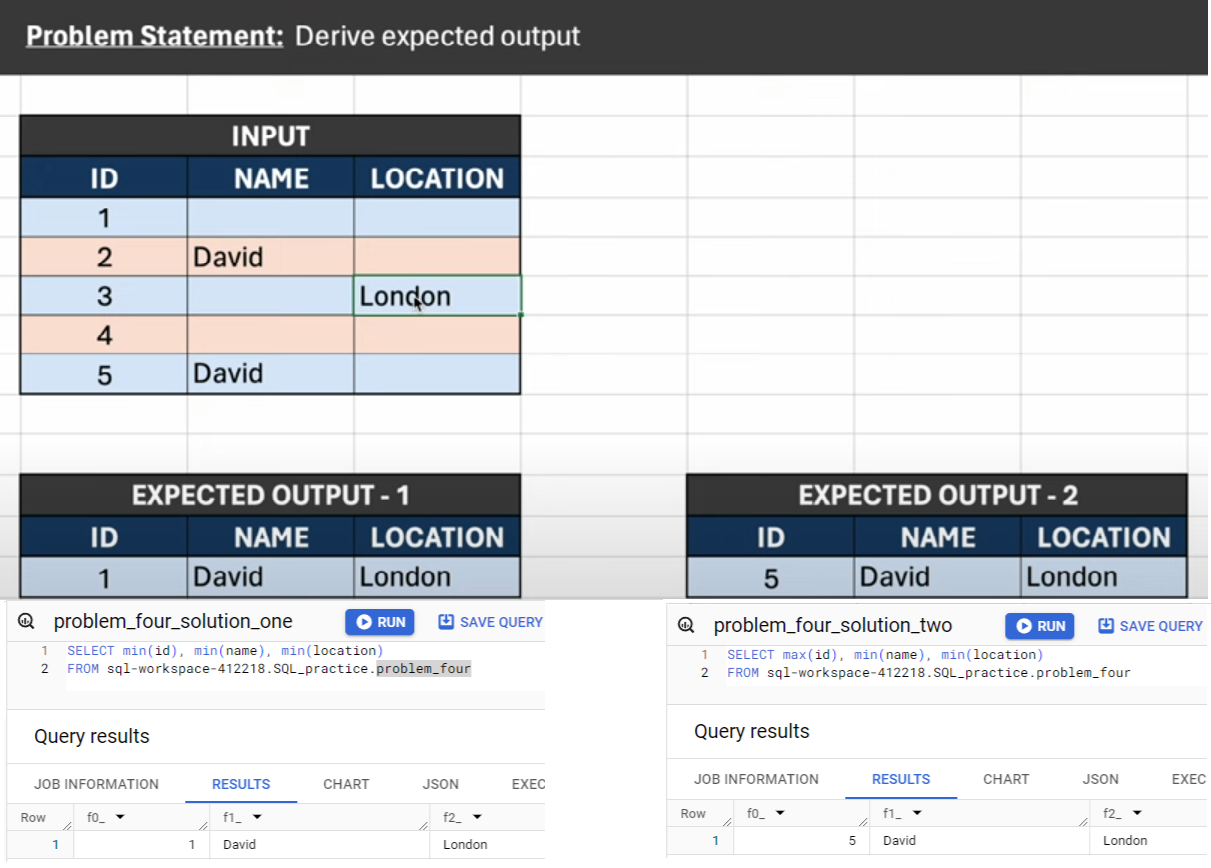 Problem Statement: Derive expected output
INPUT
ID NAME LOCATION
1
2 David
3 London
4
5 David
EXPECTED OUTPUT - 1
ID NAME LOCATION
1 David London
EXPECTED OUTPUT - 2
ID NAME LOCATION
5 David London
problem_four_solution_one RUN SAVE QUERY
1 SELECT min(id), min(name), min(location)
2 FROM sql-workspace-412218.SQL_practice.problem_four
Query results
JOB INFORMATION RESULTS CHART JSON EXEC
Row f0_ f1_ f2_
1 1 David London
problem_four_solution_two RUN SAVE QUERY
1 SELECT max(id), min(name), min(location)
2 FROM sql-workspace-412218.SQL_practice.problem_four
Query results
JOB INFORMATION RESULTS CHART JSON EXEC
Row f0_ f1_ f2_
1 5 David London